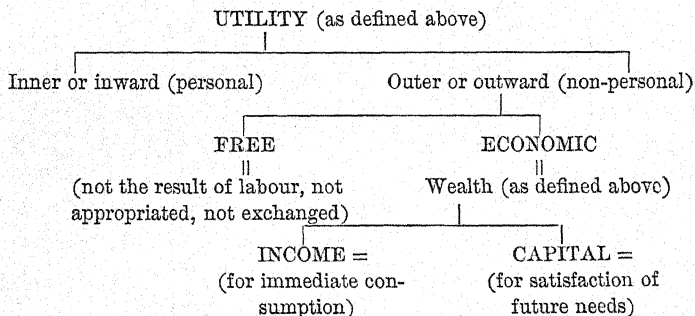 UTILITY (as defined above)
Inner or inward (personal) Outer or outward (non-personal)
FREE ECONOMIC
(not the result of labour, not Wealth (as defined above)
appropriated, not exchanged)
INCOME = CAPITAL =
(for immediate con- (for satisfaction of
sumption) future needs)